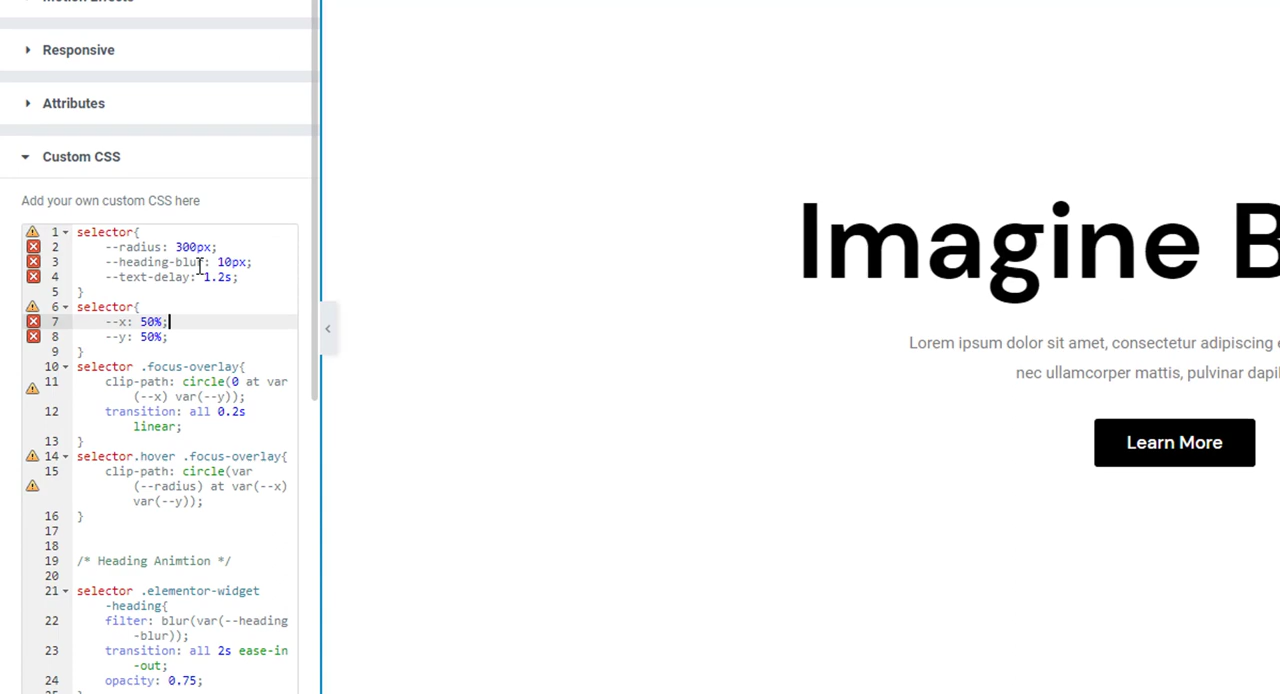 Motion Effects
Responsive
Attributes
Custom CSS
Add your own custom CSS here
1 selector{
2 --radius: 300px;
3 --heading-blur: 10px;
4 --text-delay: 1.2s;
5 }
6 selector{
7 --x: 50%;
8 --y: 50%;
9 }
10 selector .focus-overlay{
11 clip-path: circle(0 at var
(--x) var(--y));
12 transition: all 0.2s
linear;
13 }
14 selector.hover .focus-overlay{
15 clip-path: circle(var
(--radius) at var(--x)
var(--y));
16 }
17
18
19 /* Heading Animtion */
20
21 selector .elementor-widget
-heading{
22 filter: blur(var(--heading
-blur));
23 transition: all 2s ease-in
-out;
24 opacity: 0.75;
Imagine B
Lorem ipsum dolor sit amet, consectetur adipiscing
nec ullamcorper mattis, pulvinar dapi
Learn More